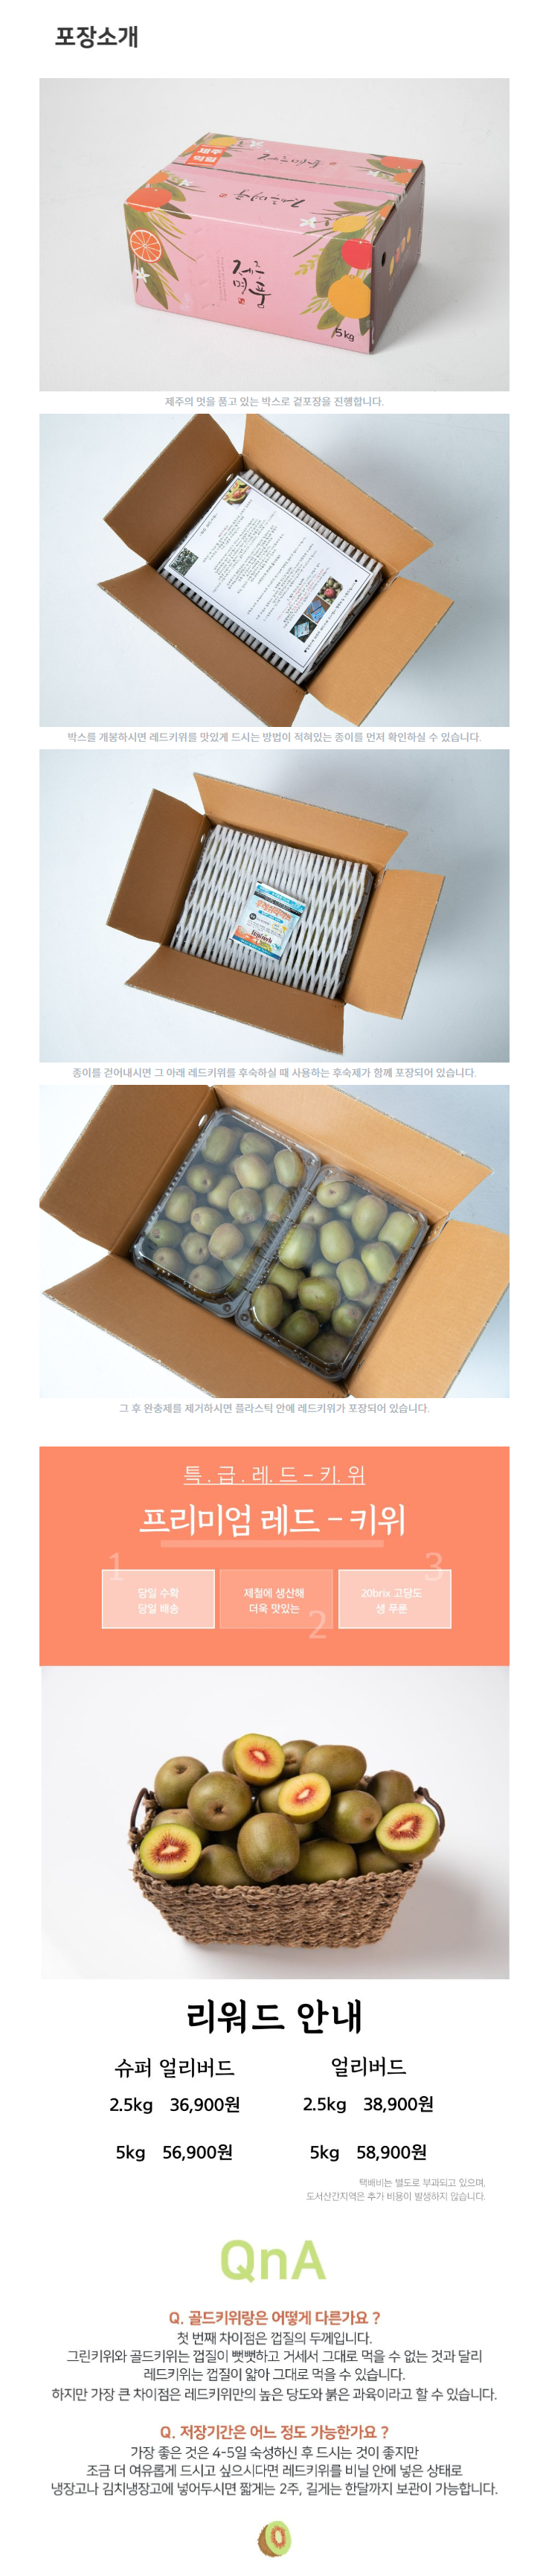 포장소개
제주
명품
5kg
제주의 멋을 품고 있는 박스로 겉포장을 진행합니다.
박스를 개봉하시면 레드키위를 맛있게 드시는 방법이 적혀있는 종이를 먼저 확인하실 수 있습니다.
종이를 걷어내시면 그 아래 레드키위를 후숙하실 때 사용하는 후숙제가 함께 포장되어 있습니다.
그 후 완충제를 제거하시면 플라스틱 안에 레드키위가 포장되어 있습니다.
특.급.레.드-키.위
프리미엄 레드-키위
1
당일 수확
당일 배송
제철에 생산해
더욱 맛있는
2
3
20brix 고당도
생 푸룬
리워드 안내
슈퍼 얼리버드
2.5kg 36,900원
5kg 56,900원
얼리버드
2.5kg 38,900원
5kg 58,900원
택배비는 별도로 부과되고 있으며,
도서산간지역은 추가 비용이 발생하지 않습니다.
QnA
Q. 골드키위랑은 어떻게 다른가요 ?
첫 번째 차이점은 껍질의 두께입니다.
그린키위와 골드키위는 껍질이 뻣뻣하고 거세서 그대로 먹을 수 없는 것과 달리
레드키위는 껍질이 얇아 그대로 먹을 수 있습니다.
하지만 가장 큰 차이점은 레드키위만의 높은 당도와 붉은 과육이라고 할 수 있습니다.
Q. 저장기간은 어느 정도 가능한가요 ?
가장 좋은 것은 4-5일 숙성하신 후 드시는 것이 좋지만
조금 더 여유롭게 드시고 싶으시다면 레드키위를 비닐 안에 넣은 상태로
냉장고나 김치냉장고에 넣어두시면 짧게는 2주, 길게는 한달까지 보관이 가능합니다.